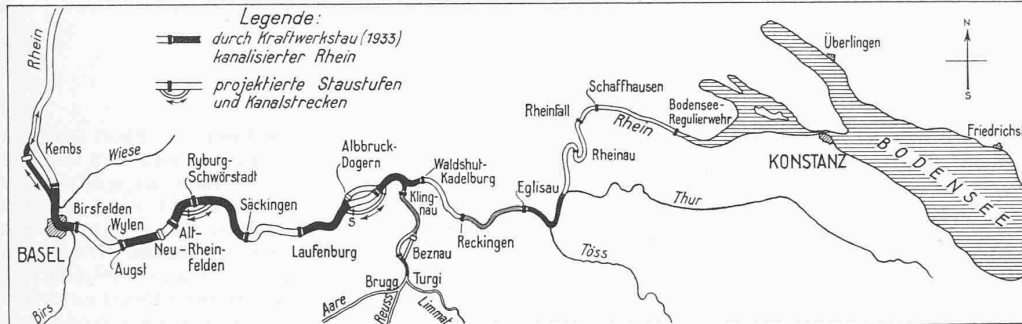 Legende:
durch Kraftwerkstau (1933)
kanalisierter Rhein
projektierte Staustufen
und Kanalstrecken
N
S
Rhein
Kembs
Wiese
Birsfelden
Wylen
BASEL
Birs
Augst
Ryburg-
Schwörstadt
Alt-
Neu-Rhein-
felden
Säckingen
Laufenburg
Albbruck-
Dogern
S
Waldshut-
Kadelburg
Kling-
nau
Beznau
Brugg
Turgi
Aare
Reuss
Limmat
Reckingen
Eglisau
Töss
Thur
Rheinau
Rheinfall
Schaffhausen
Rhein
Bodensee-
Regulierwehr
KONSTANZ
Überlingen
Friedrichsh
BODENSEE